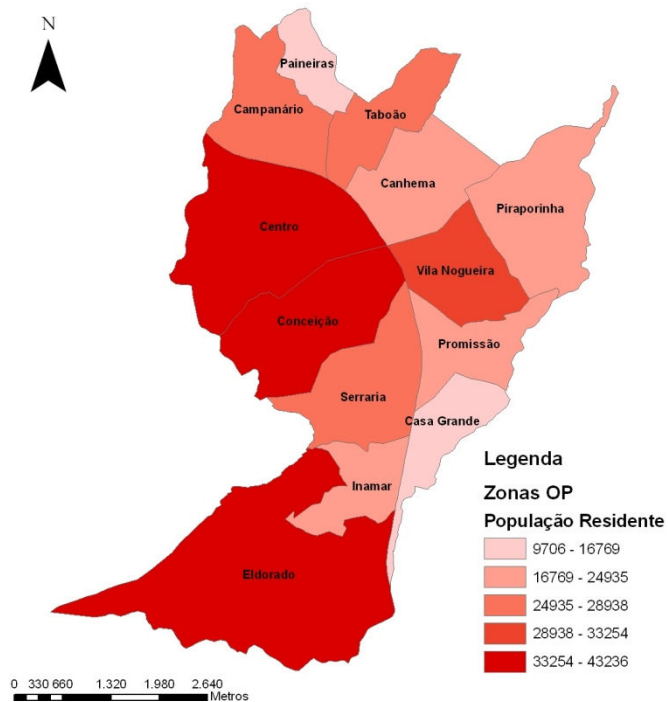 N
Paineiras
Campanário
Taboão
Canhema
Piraporinha
Centro
Vila Nogueira
Conceição
Promissão
Serraria
Casa Grande
Inamar
Eldorado
Legenda
Zonas OP
População Residente
9706 - 16769
16769 - 24935
24935 - 28938
28938 - 33254
33254 - 43236
0 330 660 1.320 1.980 2.640
Metros